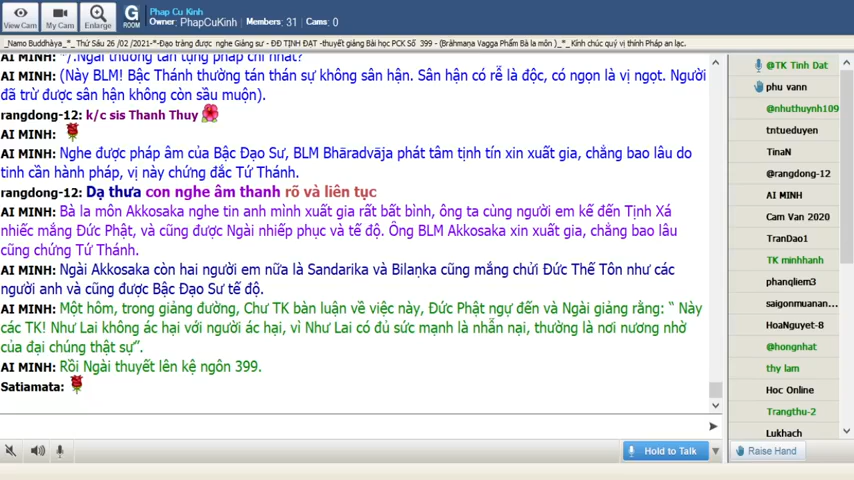 View Cam
My Cam
Enlarge
G
ROOM
Phap Cu Kinh
Owner: PhapCuKinh Members: 31 Cams: 0
_Namo Buddhàya_*_ Thứ Sáu 26 /02 /2021-*-Đạo tràng được nghe Giảng sư - ĐĐ TỊNH ĐẠT -thuyết giảng Bài học PCK Số 399 - (Brāhmaṇa Vagga Phẩm Bà la môn )_*_ Kính chúc quý vị thính Pháp an lạc.
(Này BLM! Bậc Thánh thường tán thán sự không sân hận. Sân hận có rễ là độc, có ngọn là vị ngọt. Người
đã trừ được sân hận không còn sầu muộn).
rangdong-12: k/c sis Thanh Thuy
AI MINH:
AI MINH: Nghe được pháp âm của Bậc Đạo Sư, BLM Bhāradvāja phát tâm tịnh tín xin xuất gia, chẳng bao lâu do
tinh cần hành pháp, vị này chứng đắc Tứ Thánh.
rangdong-12: Dạ thưa con nghe âm thanh rõ và liên tục
AI MINH: Bà la môn Akkosaka nghe tin anh mình xuất gia rất bất bình, ông ta cùng người em kế đến Tịnh Xá
nhiếc mắng Đức Phật, và cũng được Ngài nhiếp phục và tế độ. Ông BLM Akkosaka xin xuất gia, chẳng bao lâu
cũng chứng Tứ Thánh.
AI MINH: Ngài Akkosaka còn hai người em nữa là Sandarika và Bilaṇka cũng mắng chửi Đức Thế Tôn như các
người anh và cũng được Bậc Đạo Sư tế độ.
AI MINH: Một hôm, trong giảng đường, Chư TK bàn luận về việc này, Đức Phật ngự đến và Ngài giảng rằng: “ Này
các TK! Như Lai không ác hại với người ác hại, vì Như Lai có đủ sức mạnh là nhẫn nại, thường là nơi nương nhờ
của đại chúng thật sự”.
AI MINH: Rồi Ngài thuyết lên kệ ngôn 399.
Satiamata:
@TK Tinh Dat
phu vann
@nhuthuynh109
tntueduyen
TinaN
@rangdong-12
AI MINH
Cam Van 2020
TranDao1
TK minhhanh
phanqliem3
saigonmuanan...
HoaNguyet-8
@hongnhat
thy lam
Hoc Online
Trangthu-2
Lukhach
Hold to Talk
Raise Hand